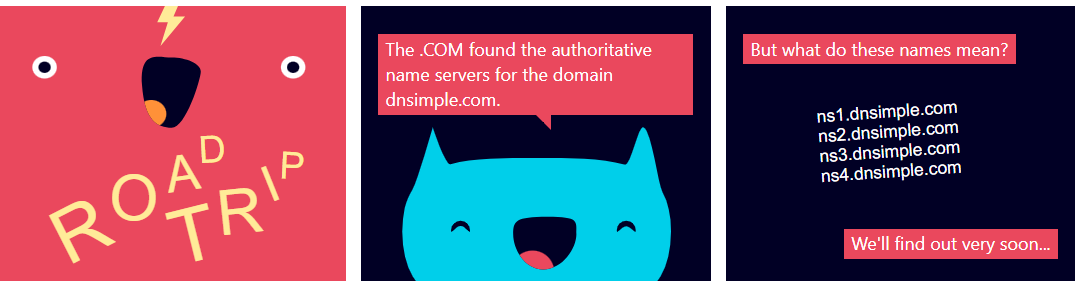 ROAD
TRIP
The .COM found the authoritative
name servers for the domain
dnsimple.com.
But what do these names mean?
ns1.dnsimple.com
ns2.dnsimple.com
ns3.dnsimple.com
ns4.dnsimple.com
We'll find out very soon...